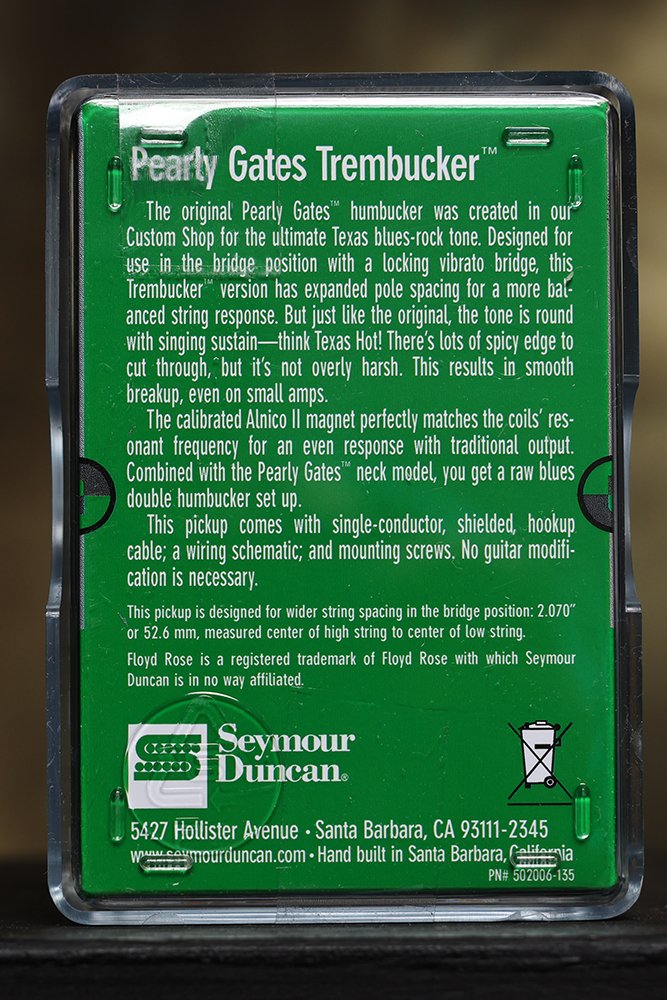 Pearly Gates Trembucker™
The original Pearly Gates™ humbucker was created in our
Custom Shop for the ultimate Texas blues-rock tone. Designed for
use in the bridge position with a locking vibrato bridge, this
Trembucker™ version has expanded pole spacing for a more bal-
anced string response. But just like the original, the tone is round
with singing sustain—think Texas Hot! There's lots of spicy edge to
cut through, but it's not overly harsh. This results in smooth
breakup, even on small amps.
The calibrated Alnico II magnet perfectly matches the coils' res-
onant frequency for an even response with traditional output.
Combined with the Pearly Gates™ neck model, you get a raw blues
double humbucker set up.
This pickup comes with single-conductor, shielded, hookup
cable; a wiring schematic; and mounting screws. No guitar modifi-
cation is necessary.
This pickup is designed for wider string spacing in the bridge position: 2.070"
or 52.6 mm, measured center of high string to center of low string.
Floyd Rose is a registered trademark of Floyd Rose with which Seymour
Duncan is in no way affiliated.
Seymour
Duncan®
5427 Hollister Avenue • Santa Barbara, CA 93111-2345
www.seymourduncan.com • Hand built in Santa Barbara, California
PN# 502006-135